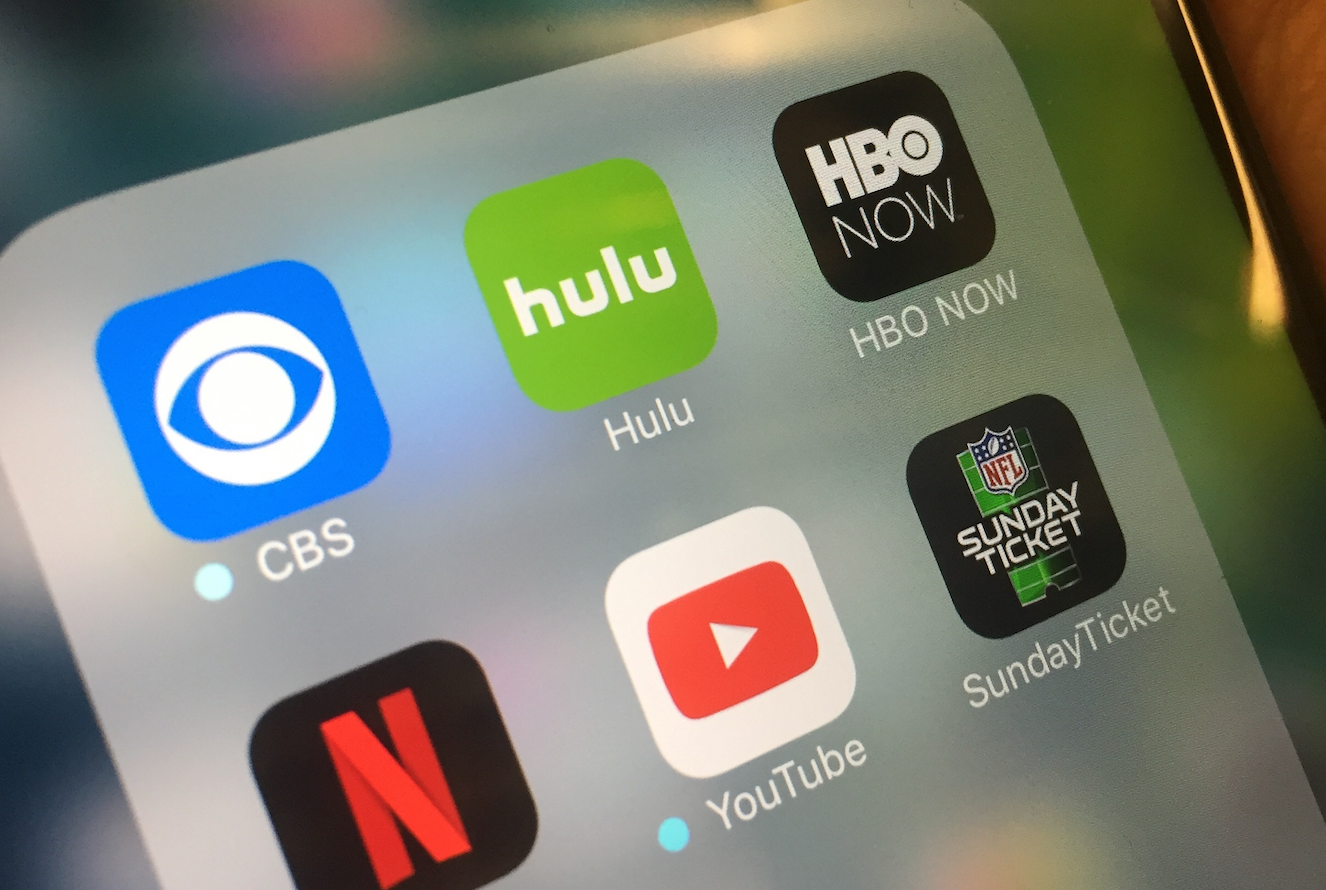 HBO
NOW
HBO NOW
hulu
Hulu
CBS
NFL
SUNDAY
TICKET
SundayTicket
YouTube
N